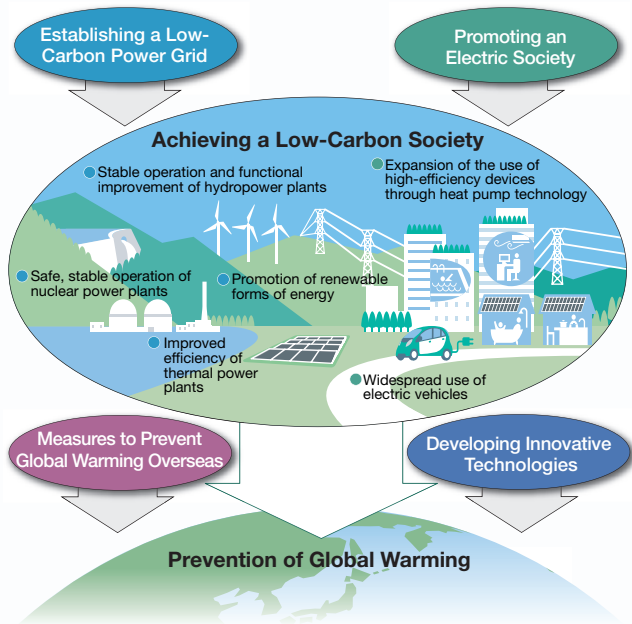 Establishing a Low-
Carbon Power Grid
Promoting an
Electric Society
Achieving a Low-Carbon Society
Stable operation and functional
improvement of hydropower plants
Expansion of the use of
high-efficiency devices
through heat pump technology
Safe, stable operation of
nuclear power plants
Promotion of renewable
forms of energy
Improved
efficiency of
thermal power
plants
Widespread use of
electric vehicles
Measures to Prevent
Global Warming Overseas
Developing Innovative
Technologies
Prevention of Global Warming